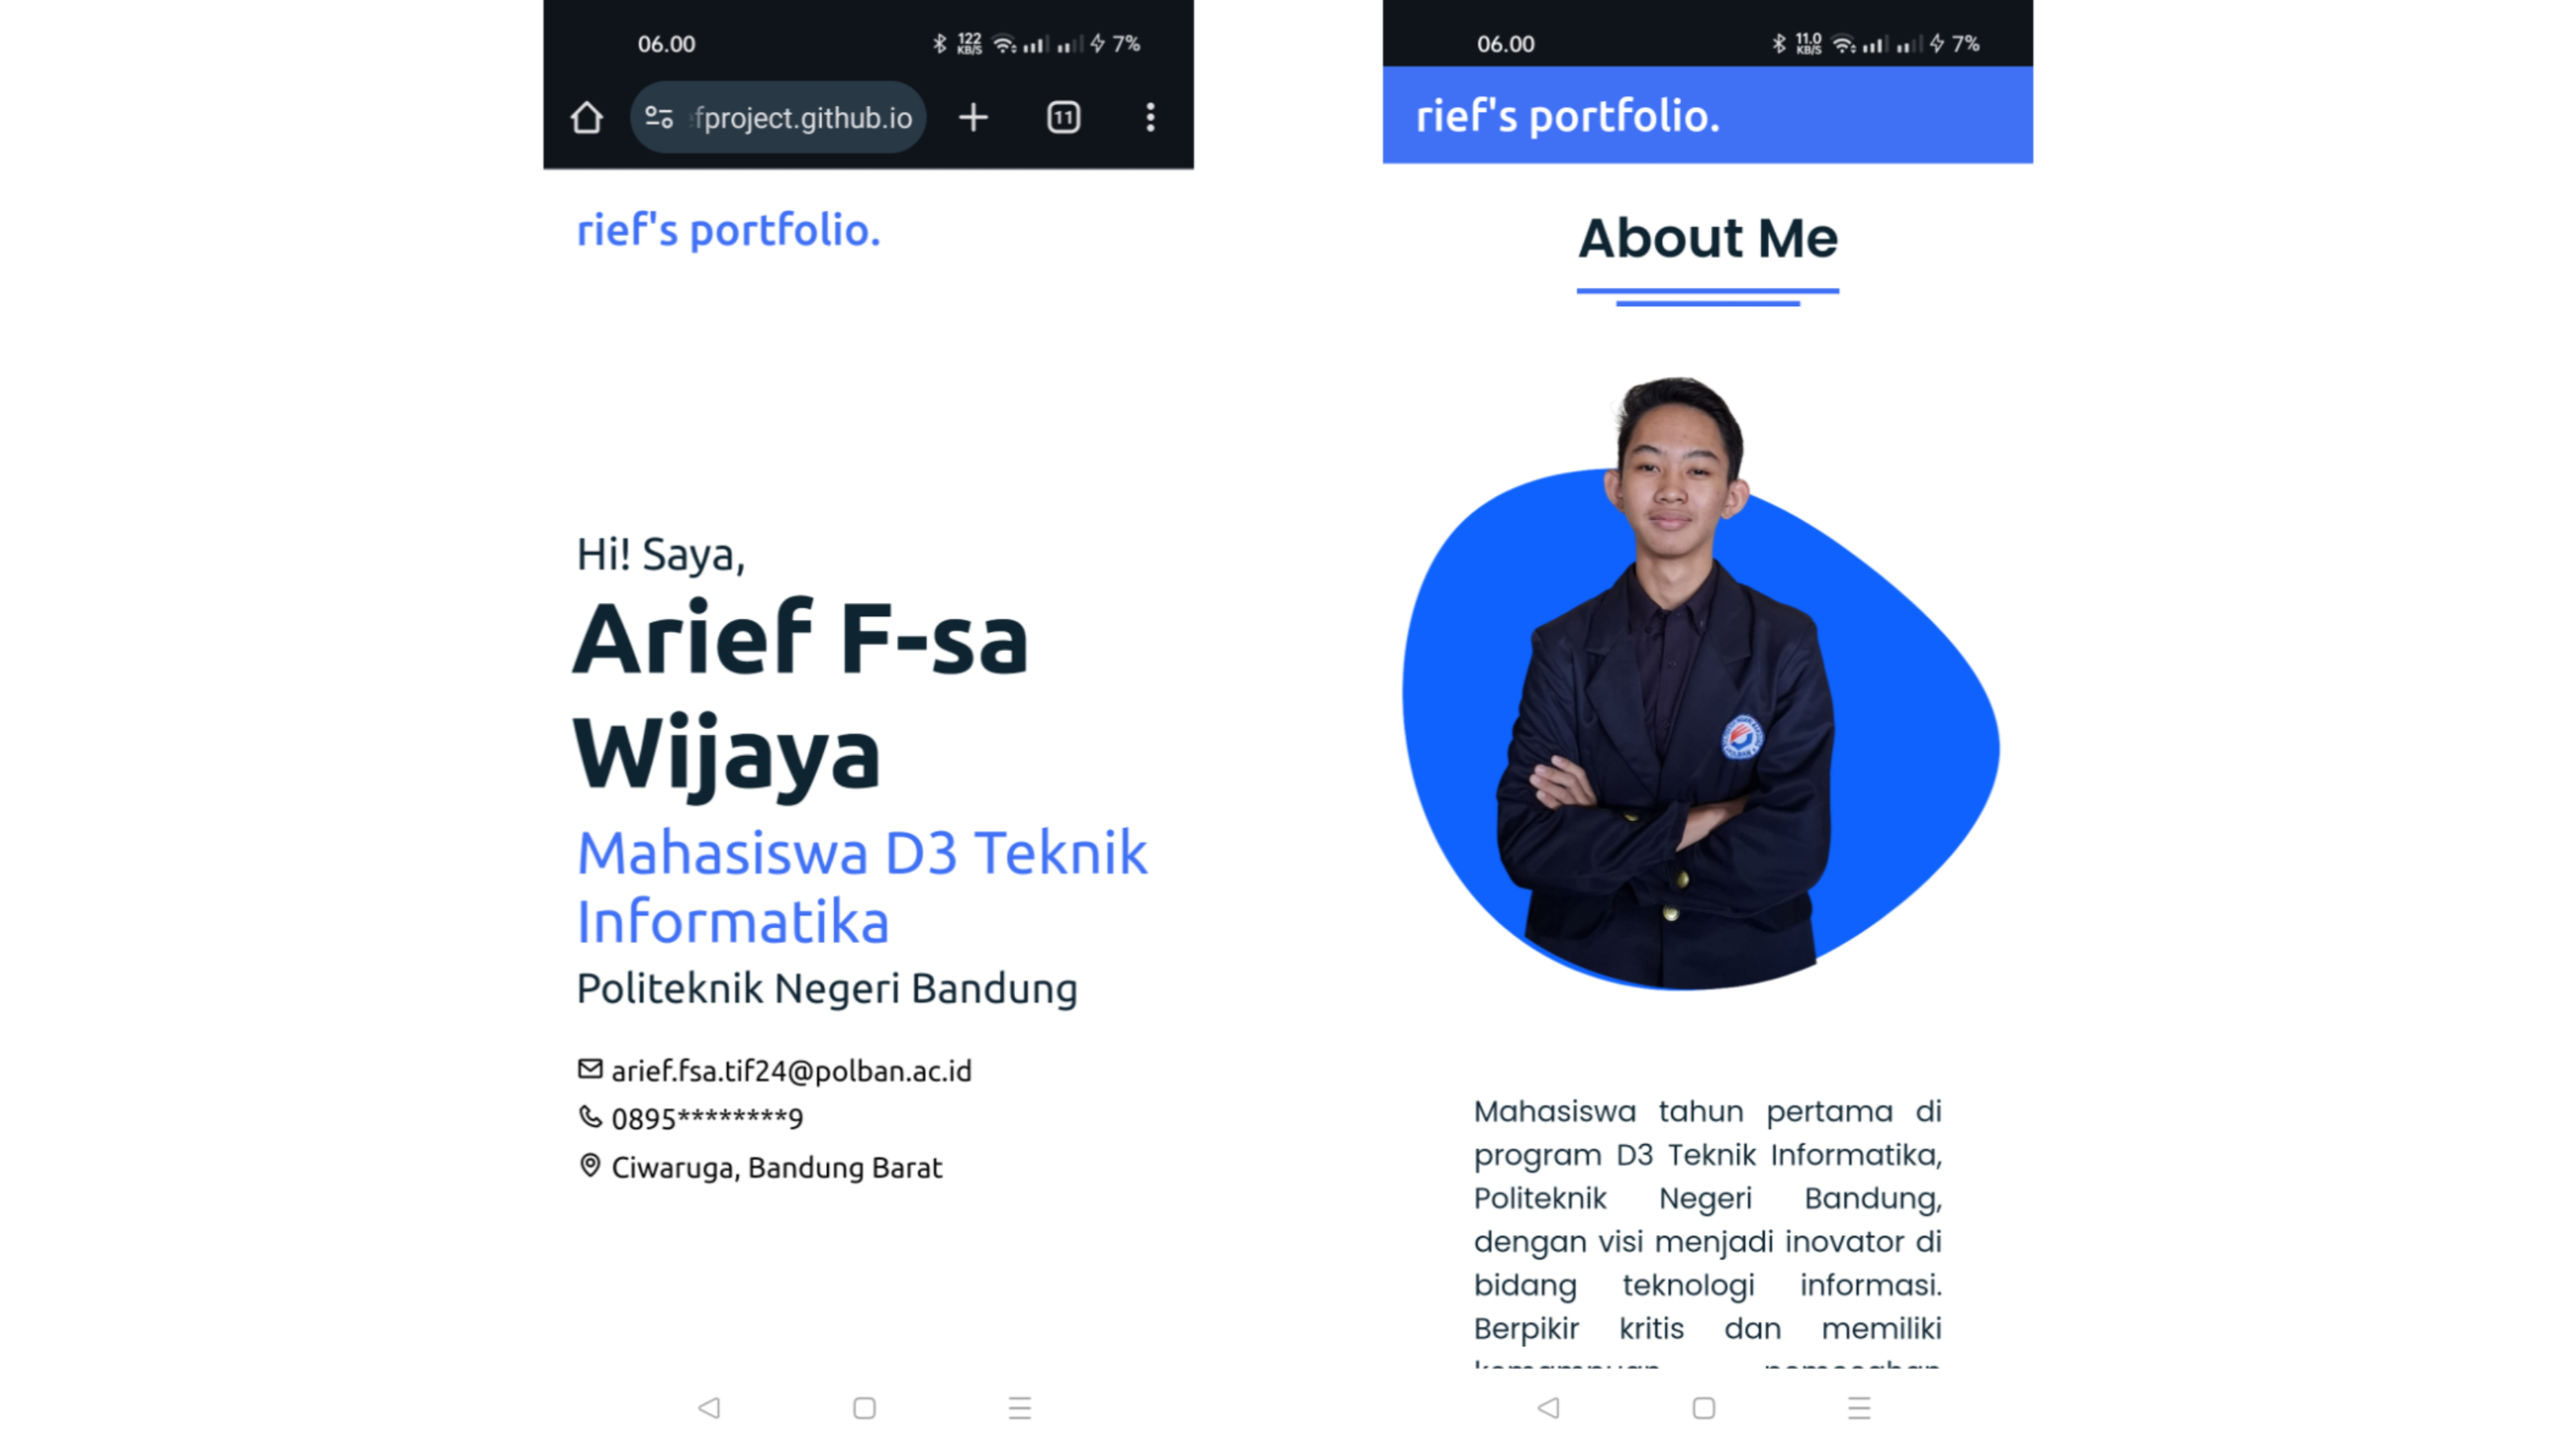 06.00
122
KB/S
7%
fproject.github.io
11
rief's portfolio.
Hi! Saya,
Arief F-sa
Wijaya
Mahasiswa D3 Teknik
Informatika
Politeknik Negeri Bandung
arief.fsa.tif24@polban.ac.id
0895********9
Ciwaruga, Bandung Barat
06.00
11.0
KB/S
7%
rief's portfolio.
About Me
Mahasiswa tahun pertama di
program D3 Teknik Informatika,
Politeknik Negeri Bandung,
dengan visi menjadi inovator di
bidang teknologi informasi.
Berpikir kritis dan memiliki